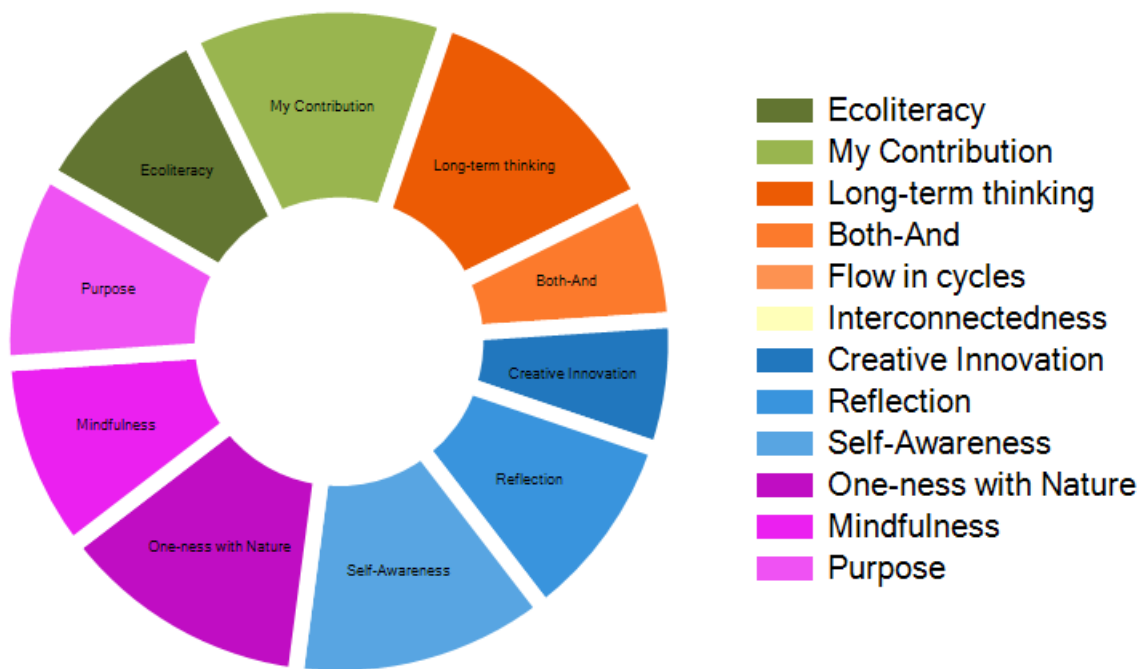 My Contribution
Long-term thinking
Ecoliteracy
Both-And
Purpose
Creative Innovation
Mindfulness
Reflection
One-ness with Nature
Self-Awareness
Ecoliteracy
My Contribution
Long-term thinking
Both-And
Flow in cycles
Interconnectedness
Creative Innovation
Reflection
Self-Awareness
One-ness with Nature
Mindfulness
Purpose